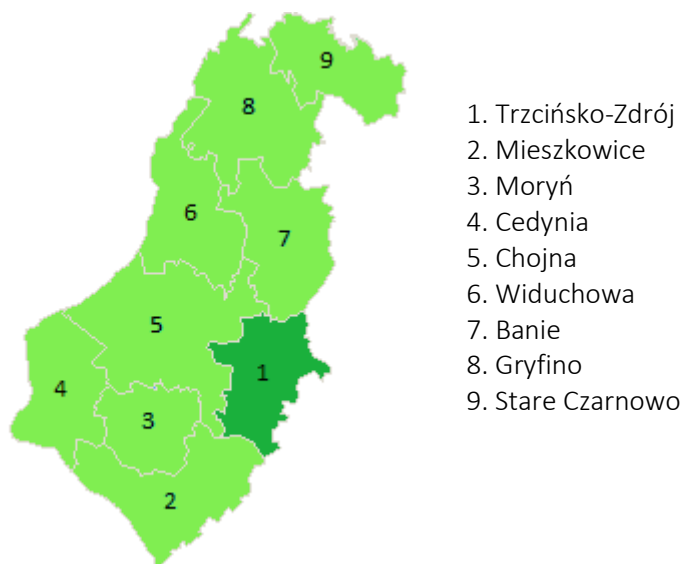 9
8
6
7
5
1
4
3
2
1. Trzcińsko-Zdrój
2. Mieszkowice
3. Moryń
4. Cedynia
5. Chojna
6. Widuchowa
7. Banie
8. Gryfino
9. Stare Czarnowo